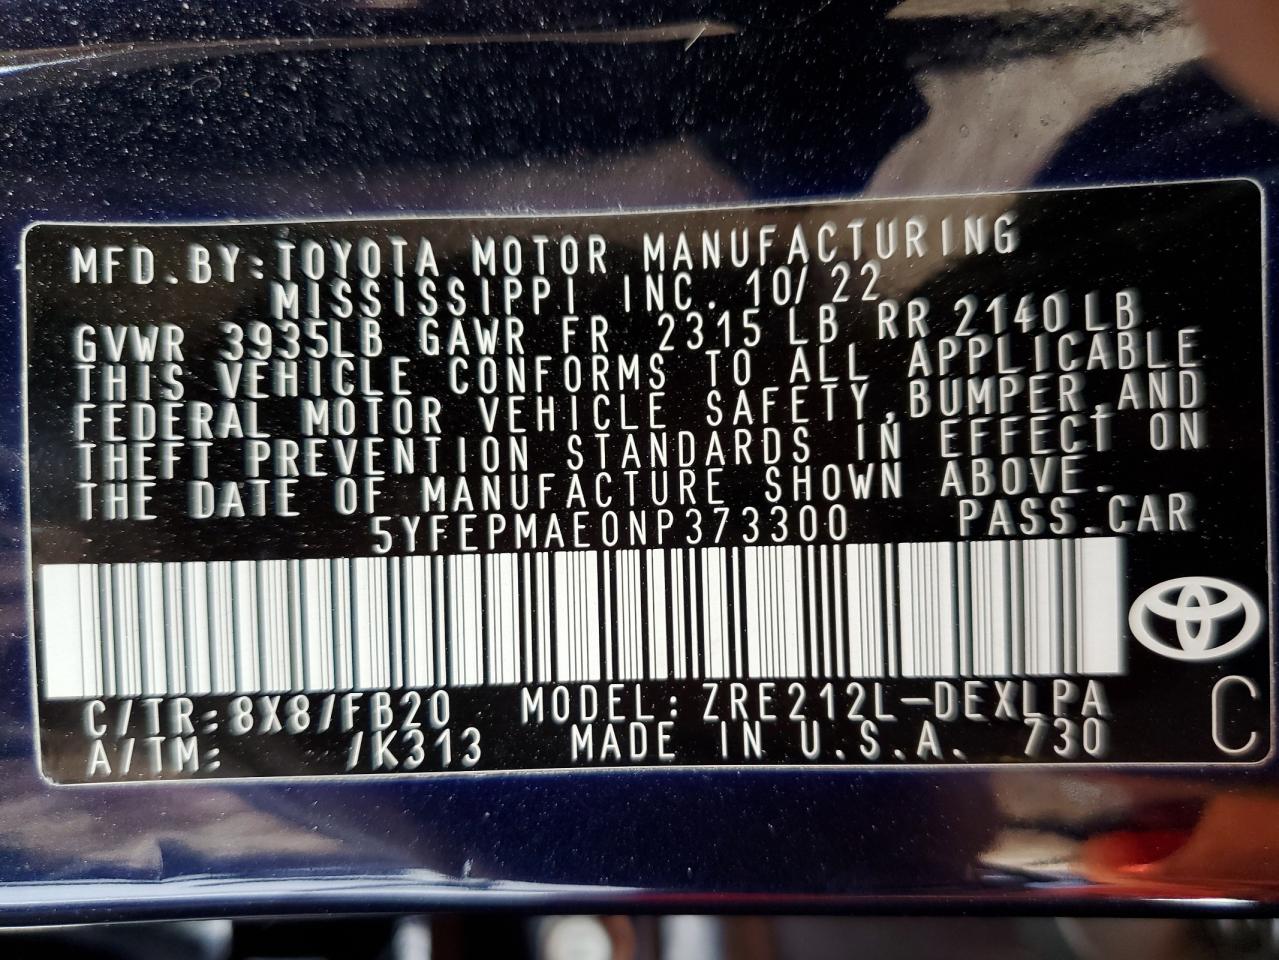 MFD.BY:TOYOTA MOTOR MANUFACTURING
MISSISSIPPI INC. 10/22
GVWR 3935LB GAWR FR 2315 LB RR 2140 LB
THIS VEHICLE CONFORMS TO ALL APPLICABLE
FEDERAL MOTOR VEHICLE SAFETY,BUMPER,AND
THEFT PREVENTION STANDARDS IN EFFECT ON
THE DATE OF MANUFACTURE SHOWN ABOVE.
5YFEPMAE0NP373300 PASS.CAR
C/TR:8X8/FB20 MODEL:ZRE212L-DEXLPA
A/TM: /K313 MADE IN U.S.A. 730
C